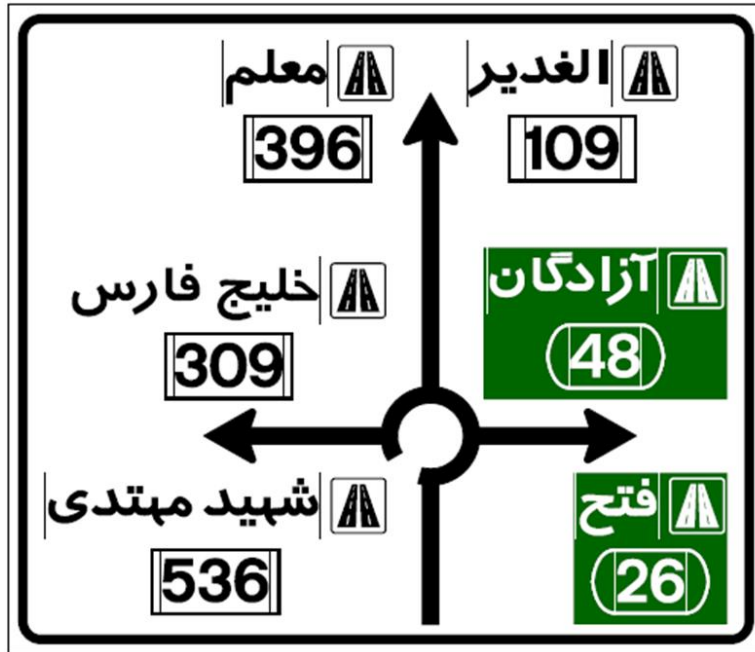 الغدیر
109
معلم
396
آزادگان
48
خلیج فارس
309
فتح
26
شهید مهتدی
536